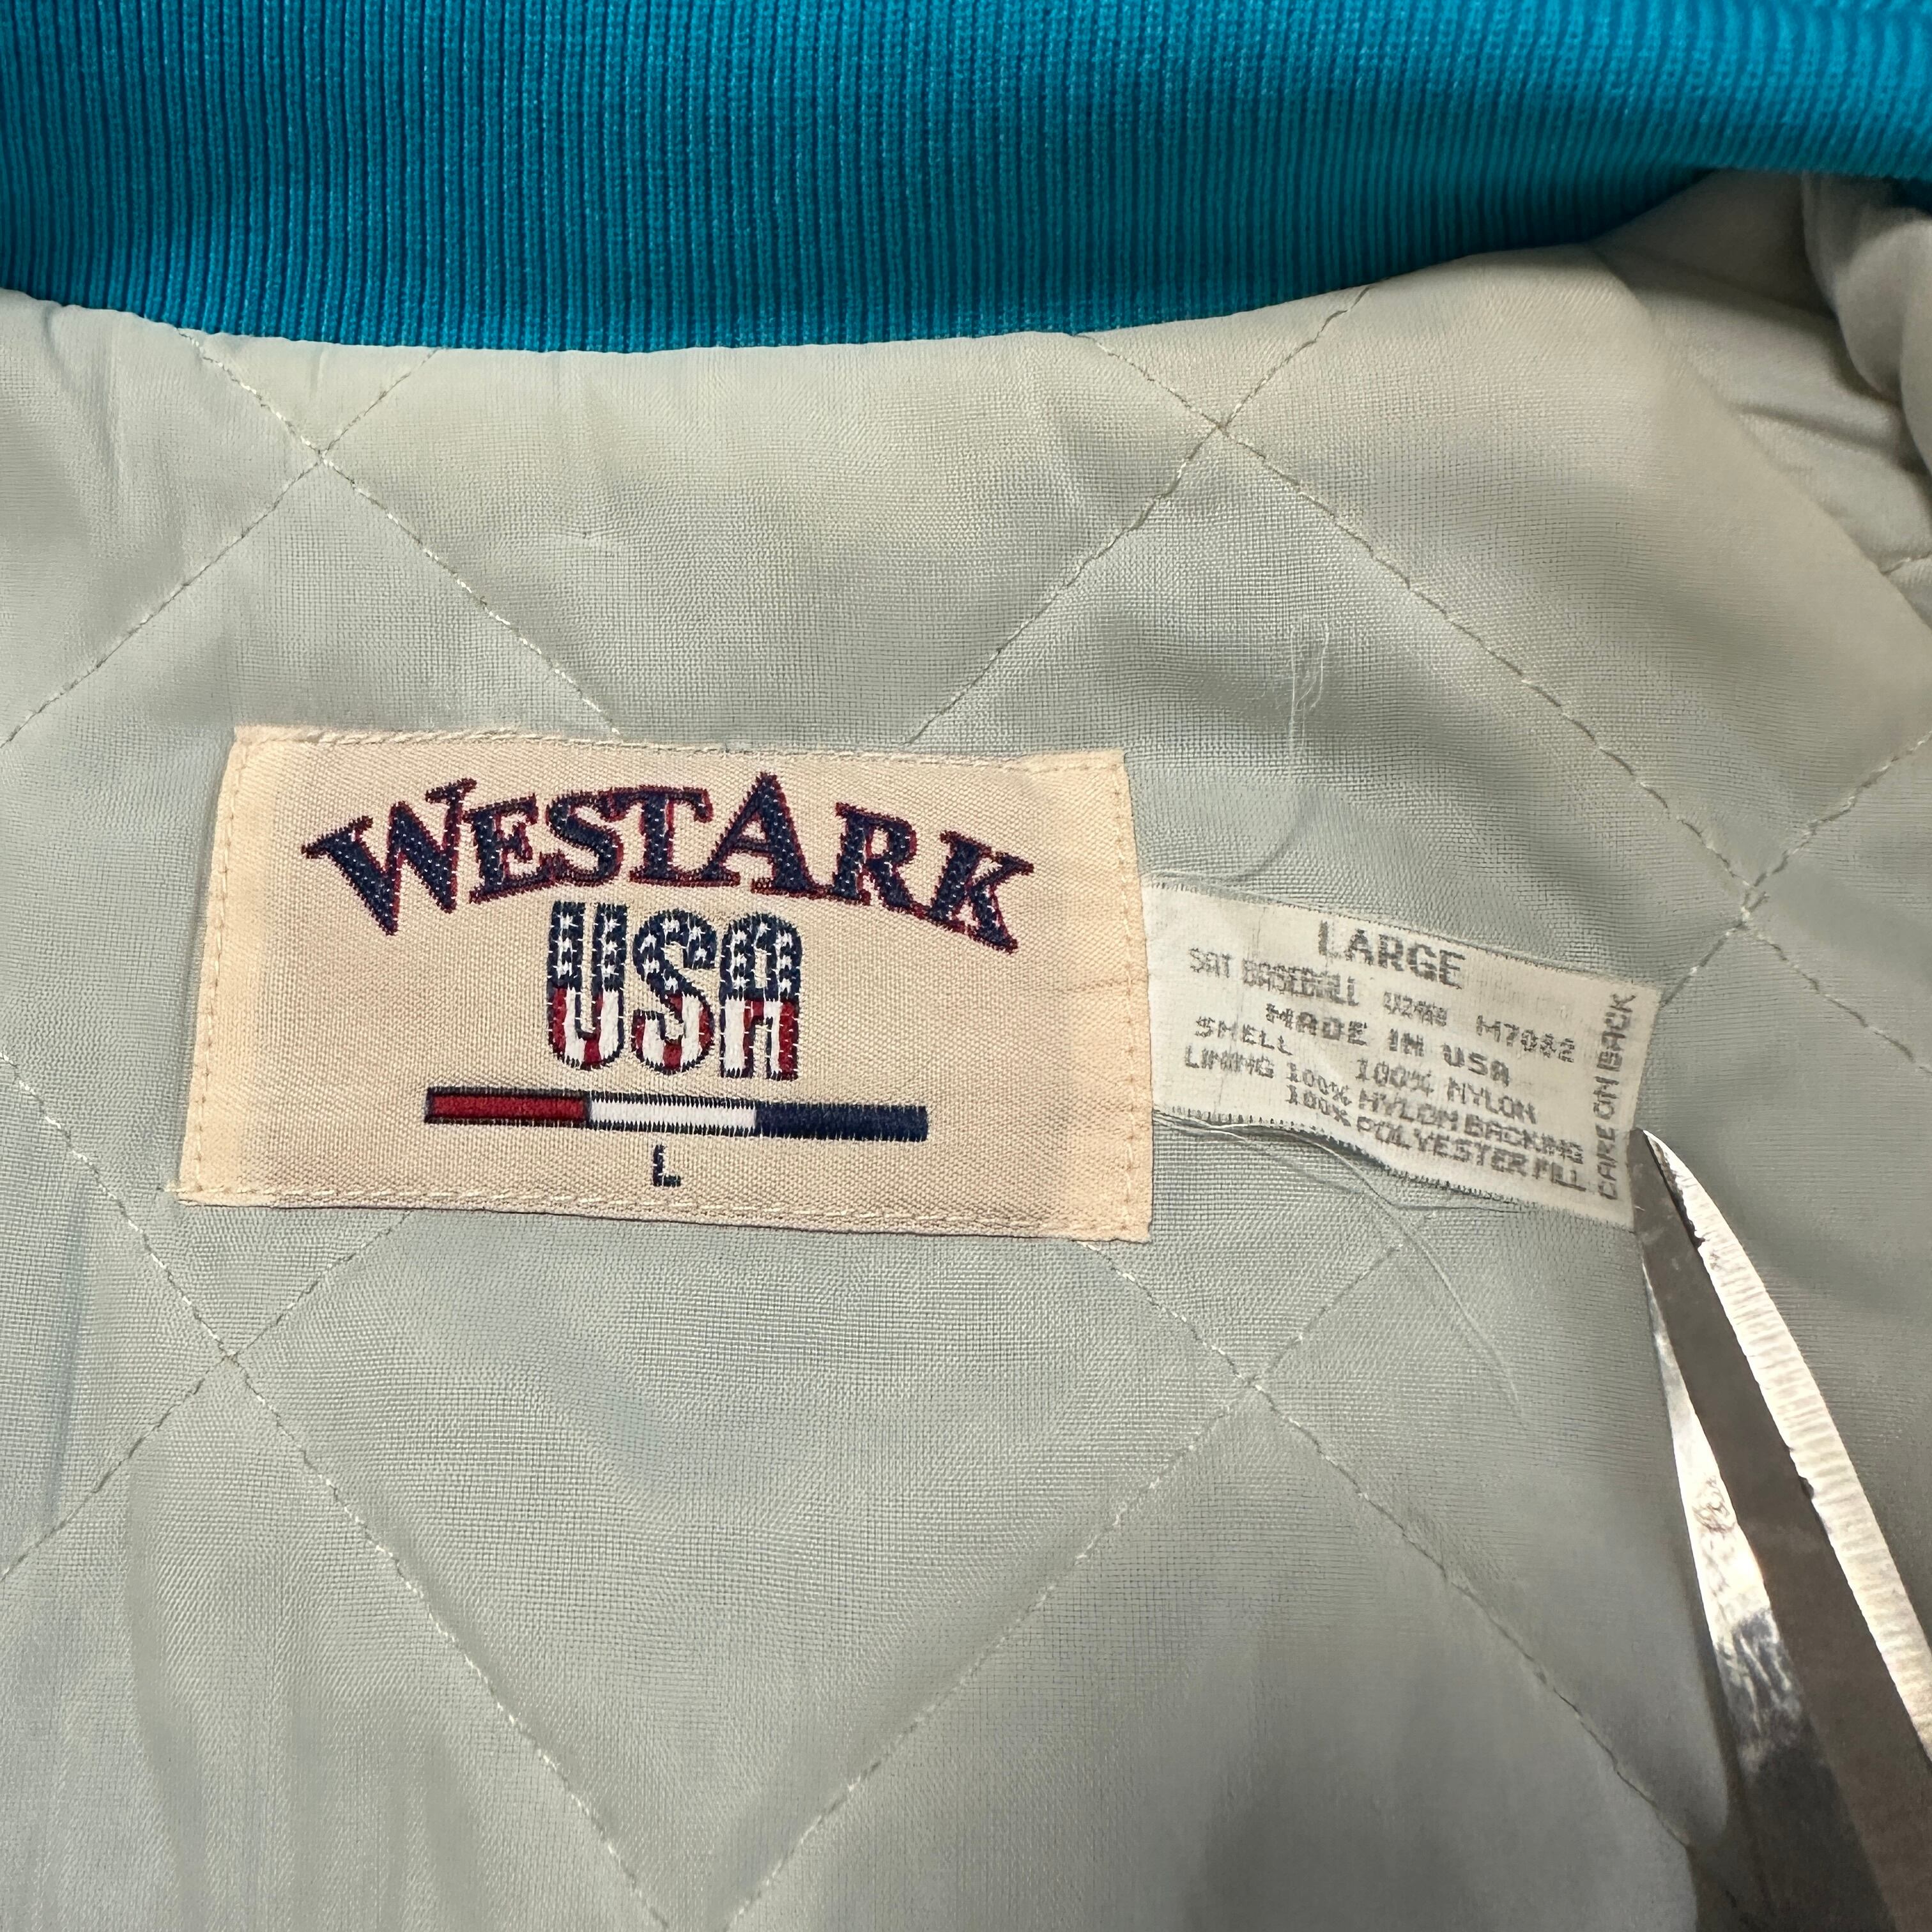 WESTARK
USA
L
LARGE
SAT BASEBALL M7082
MADE IN USA
SHELL 100% NYLON
LINING 100% NYLON BACKING
100% POLYESTER FILL
CARE ON BACK